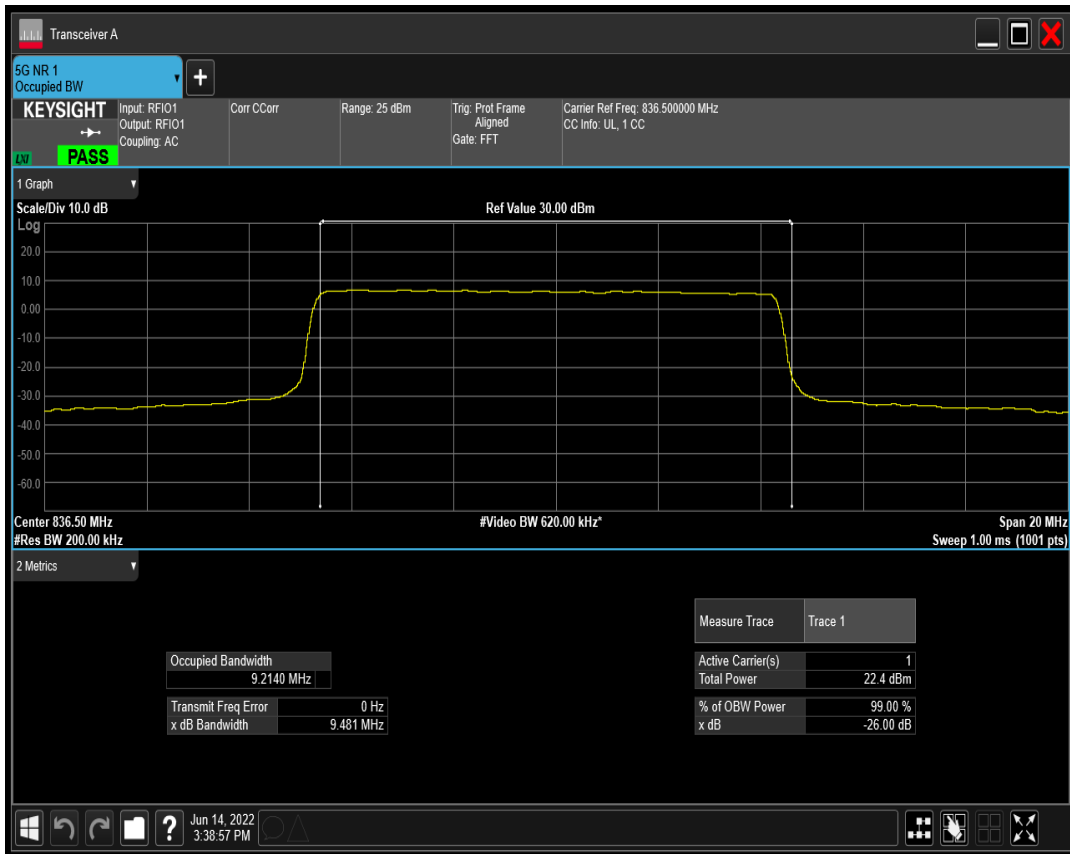 Transceiver A
5G NR 1
Occupied BW
+
KEYSIGHT
LXI
PASS
Input: RFIO1
Output: RFIO1
Coupling: AC
Corr CCorr
Range: 25 dBm
Trig: Prot Frame
Aligned
Gate: FFT
Carrier Ref Freq: 836.500000 MHz
CC Info: UL, 1 CC
1 Graph
Scale/Div 10.0 dB
Ref Value 30.00 dBm
Log
20.0
10.0
0.00
-10.0
-20.0
-30.0
-40.0
-50.0
-60.0
Center 836.50 MHz
#Video BW 620.00 kHz*
Span 20 MHz
#Res BW 200.00 kHz
Sweep 1.00 ms (1001 pts)
2 Metrics
Measure Trace Trace 1
Occupied Bandwidth
9.2140 MHz
Active Carrier(s) 1
Total Power 22.4 dBm
Transmit Freq Error 0 Hz
x dB Bandwidth 9.481 MHz
% of OBW Power 99.00 %
x dB -26.00 dB
?
Jun 14, 2022
3:38:57 PM